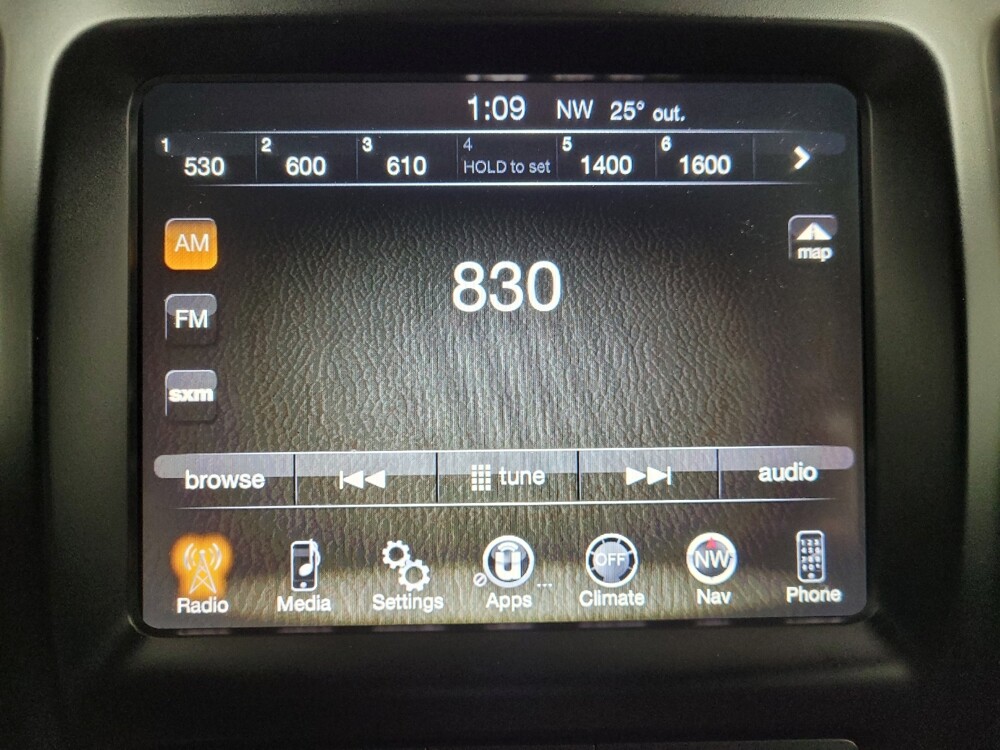 1:09 NW 25° out.
1 530 2 600 3 610 4 HOLD to set 5 1400 6 1600
AM
map
830
FM
sxm
browse tune audio
OFF NW
Radio Media Settings Apps ... Climate Nav Phone